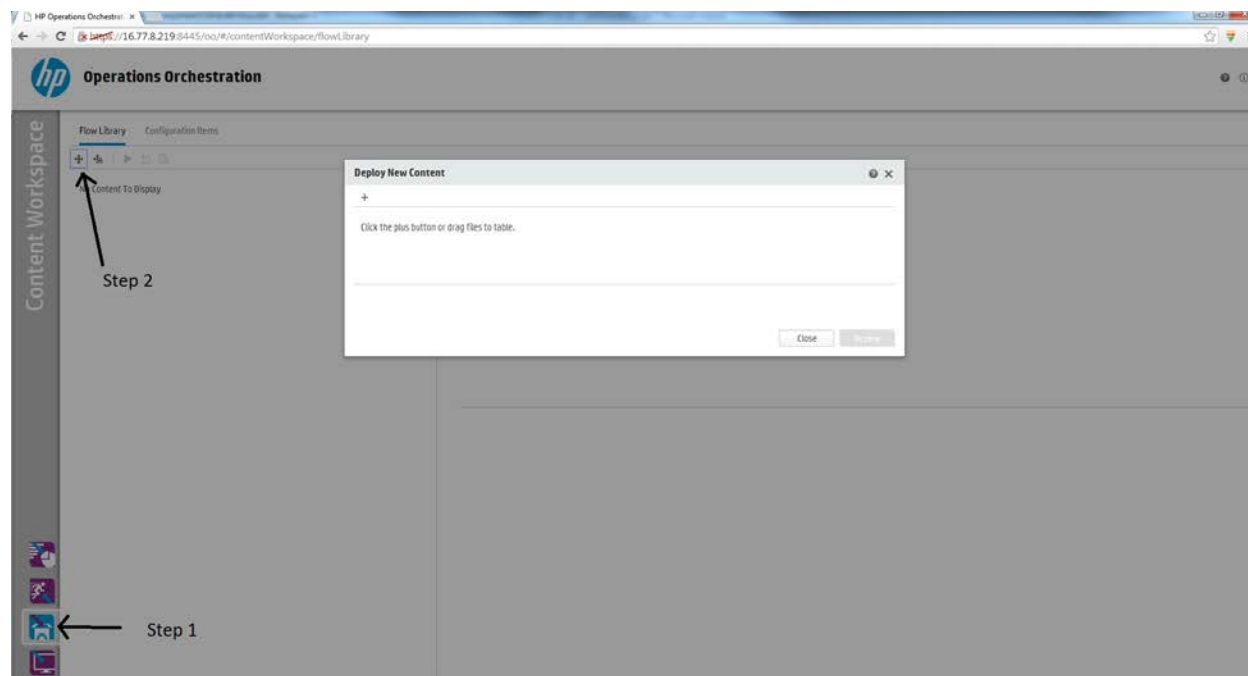 HP Operations Orchestrat
https://16.77.8.219:8445/oo/#/contentWorkspace/flowLibrary
hp
Operations Orchestration
Content Workspace
Flow Library
Configuration Items
No Content To Display
Deploy New Content
Click the plus button or drag files to table.
Close
Step 2
Step 1